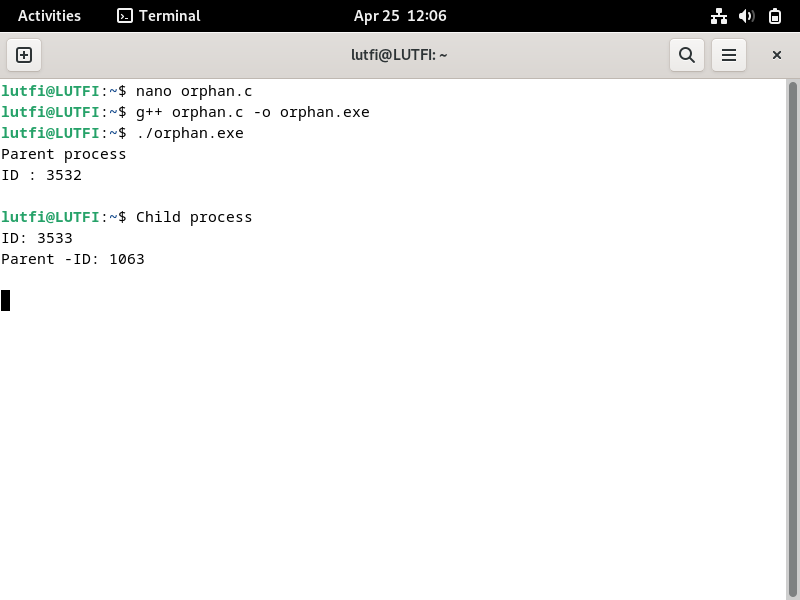 Activities Terminal Apr 25 12:06
lutfi@LUTFI: ~
lutfi@LUTFI:~$ nano orphan.c
lutfi@LUTFI:~$ g++ orphan.c -o orphan.exe
lutfi@LUTFI:~$ ./orphan.exe
Parent process
ID : 3532
lutfi@LUTFI:~$ Child process
ID: 3533
Parent -ID: 1063